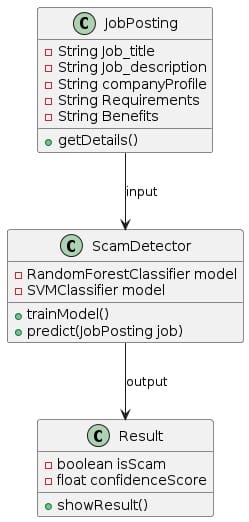 C JobPosting
String Job_title
String Job_description
String companyProfile
String Requirements
String Benefits
getDetails()
input
C ScamDetector
RandomForestClassifier model
SVMClassifier model
trainModel()
predict(JobPosting job)
output
C Result
boolean isScam
float confidenceScore
showResult()